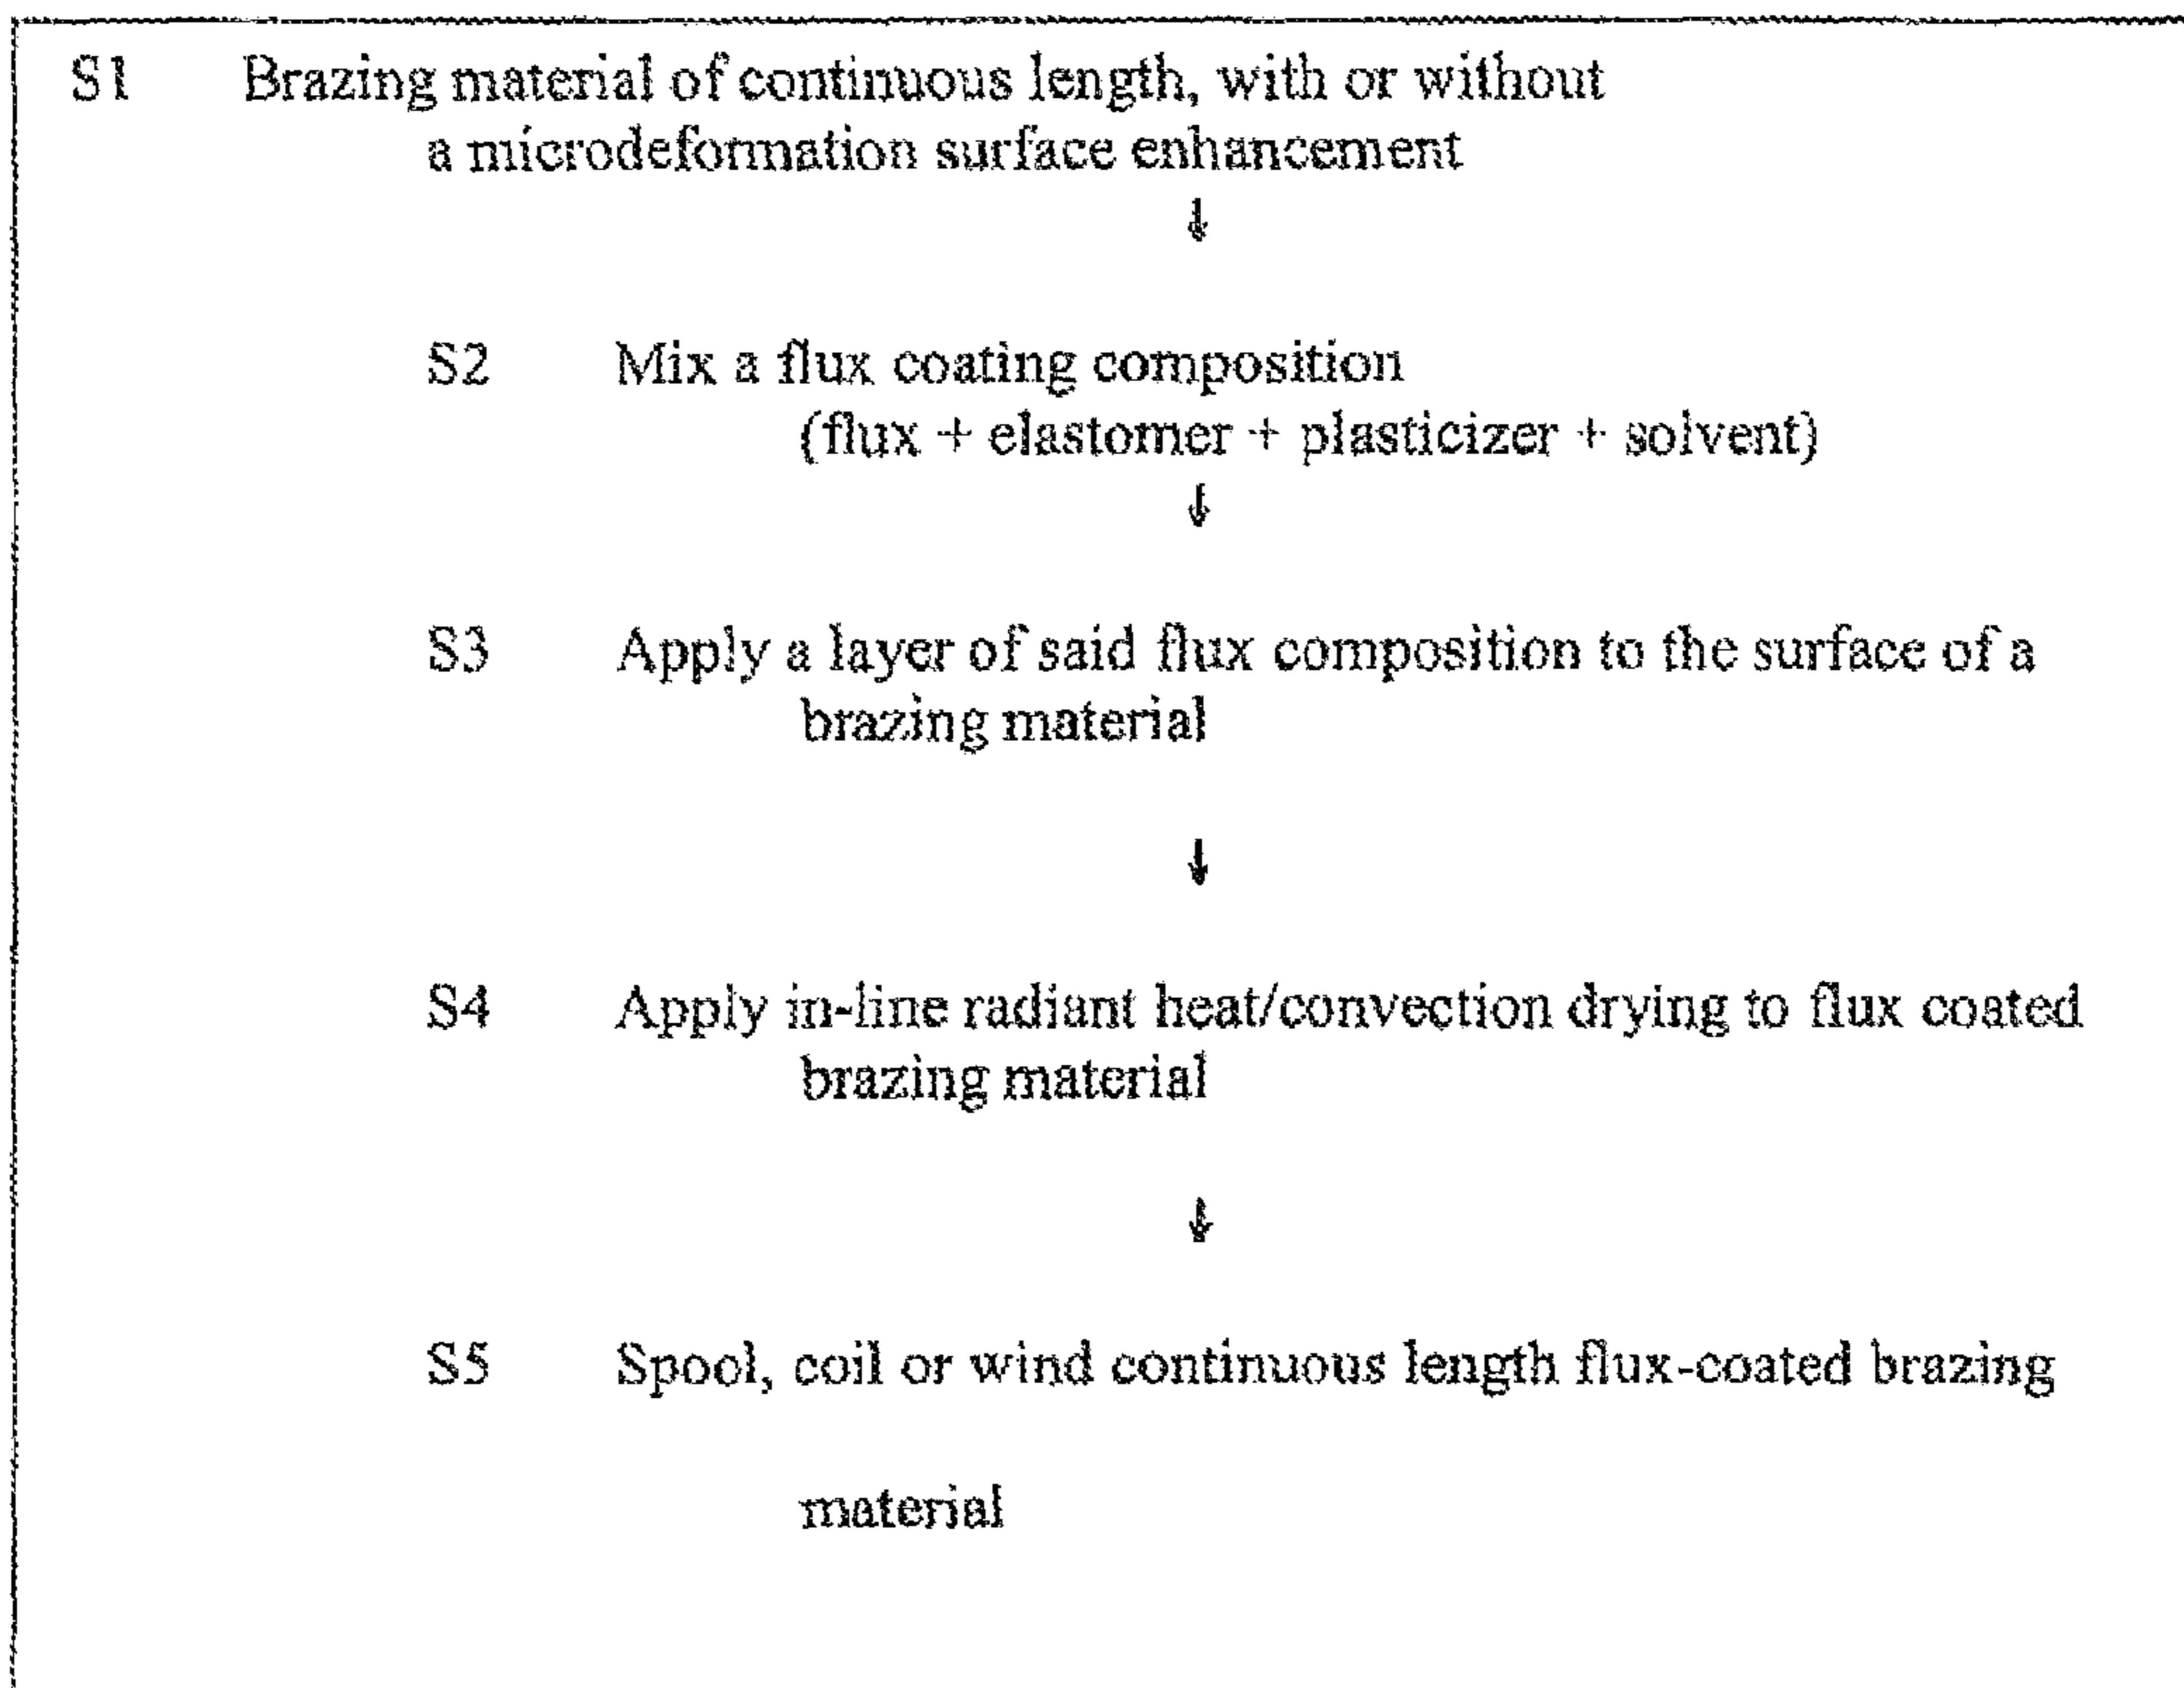 S1 Brazing material of continuous length, with or without
a microdeformation surface enhancement
↓
S2 Mix a flux coating composition
(flux + elastomer + plasticizer + solvent)
↓
S3 Apply a layer of said flux composition to the surface of a
brazing material
↓
S4 Apply in-line radiant heat/convection drying to flux coated
brazing material
↓
S5 Spool, coil or wind continuous length flux-coated brazing
material